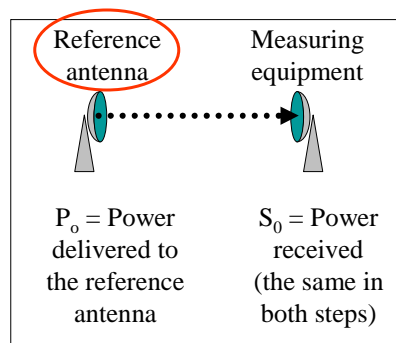 Reference
antenna
Measuring
equipment
Pₒ = Power
delivered to
the reference
antenna
S₀ = Power
received
(the same in
both steps)